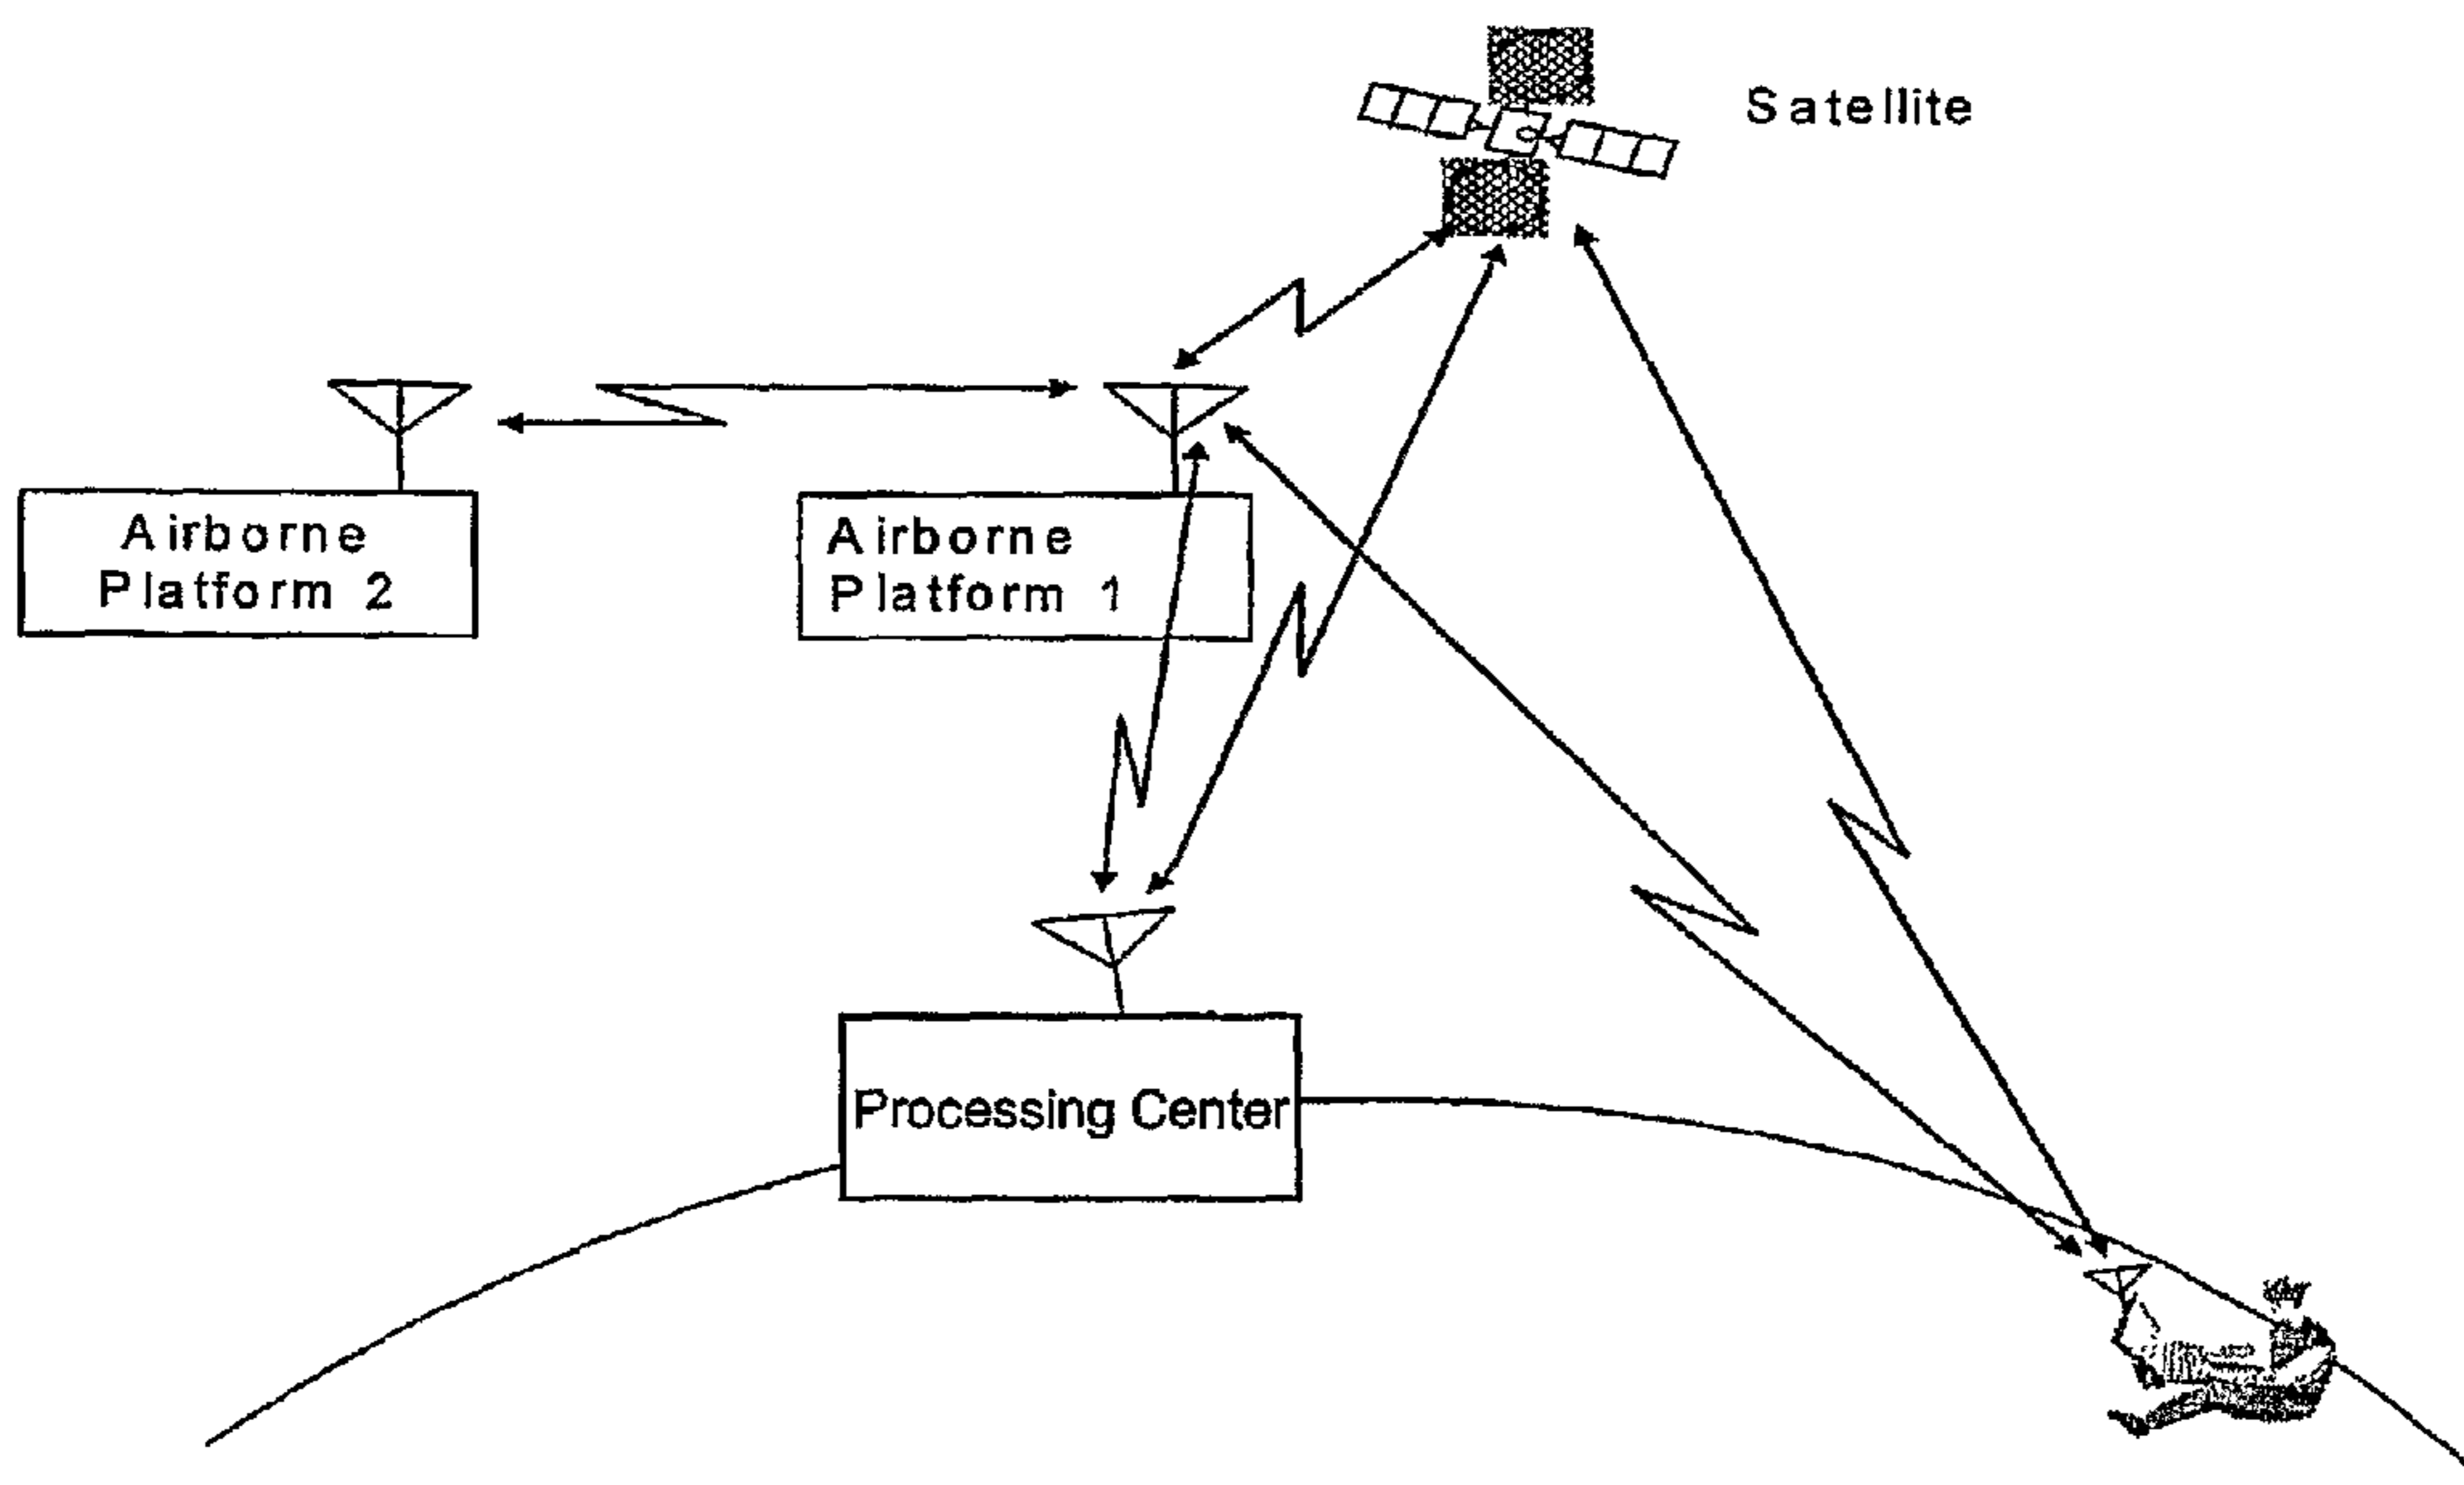 Satellite
Airborne
Platform 2
Airborne
Platform 1
Processing Center